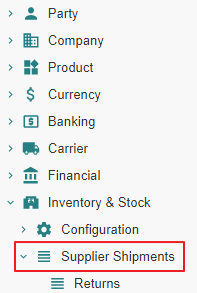 Party
Company
Product
Currency
Banking
Carrier
Financial
Inventory & Stock
Configuration
Supplier Shipments
Returns